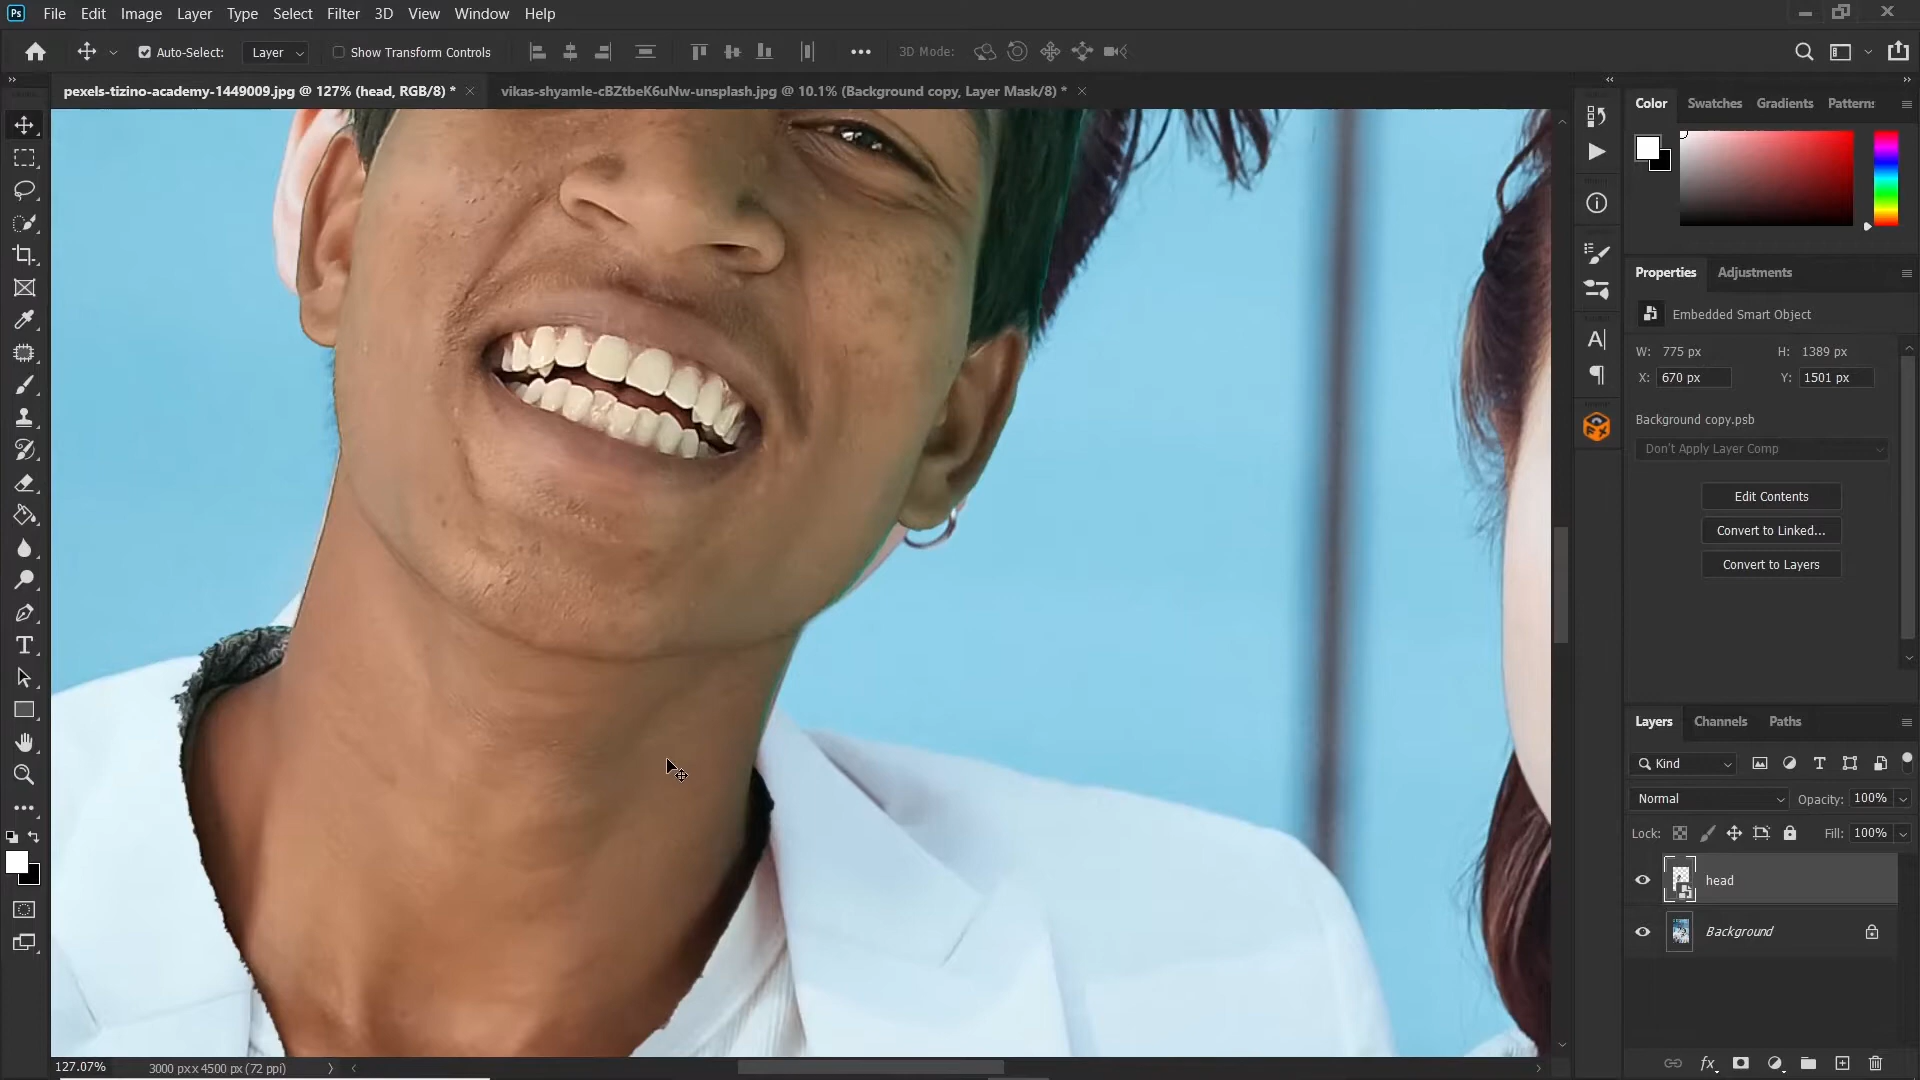 Ps File Edit Image Layer Type Select Filter 3D View Window Help
Auto-Select: Layer Show Transform Controls 3D Mode:
pexels-tizino-academy-1449009.jpg @ 127% (head, RGB/8) * vikas-shyamle-cBZtbeK6uNw-unsplash.jpg @ 10.1% (Background copy, Layer Mask/8) *
Color Swatches Gradients Patterns
Properties Adjustments
Embedded Smart Object
W: 775 px H: 1389 px
X: 670 px Y: 1501 px
Background copy.psb
Don't Apply Layer Comp
Edit Contents
Convert to Linked...
Convert to Layers
Layers Channels Paths
Kind
Normal Opacity: 100%
Lock: Fill: 100%
head
Background
fx
127.07% 3000 px x 4500 px (72 ppi)